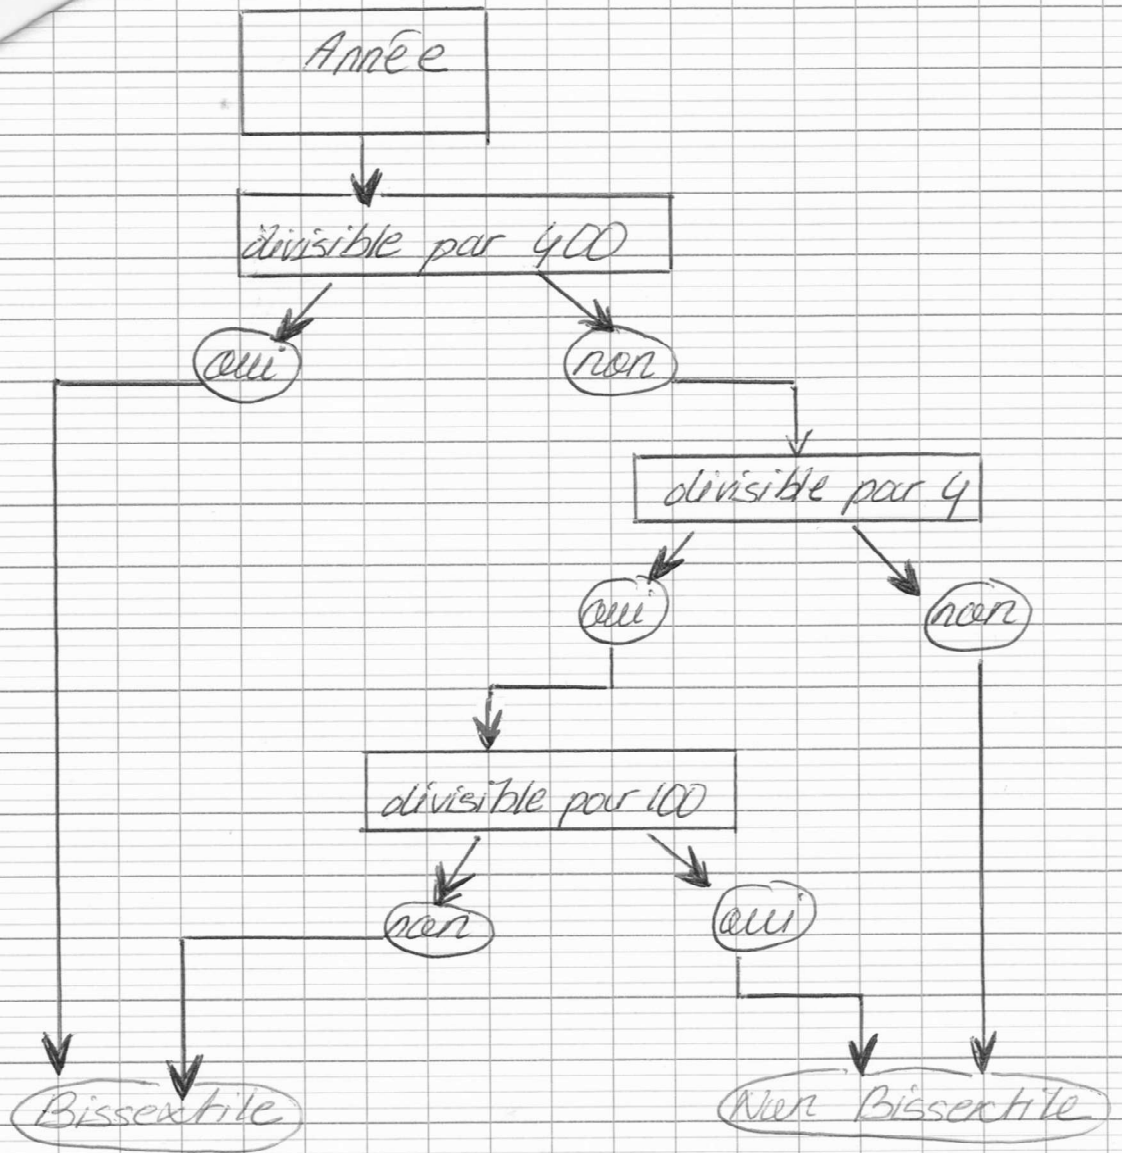 Année
divisible par 400
oui
non
divisible par 4
oui
non
divisible par 100
non
oui
Bissextile
Non Bissextile